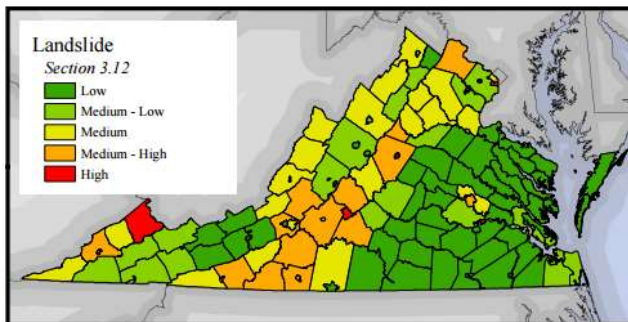 Landslide
Section 3.12
Low
Medium - Low
Medium
Medium - High
High